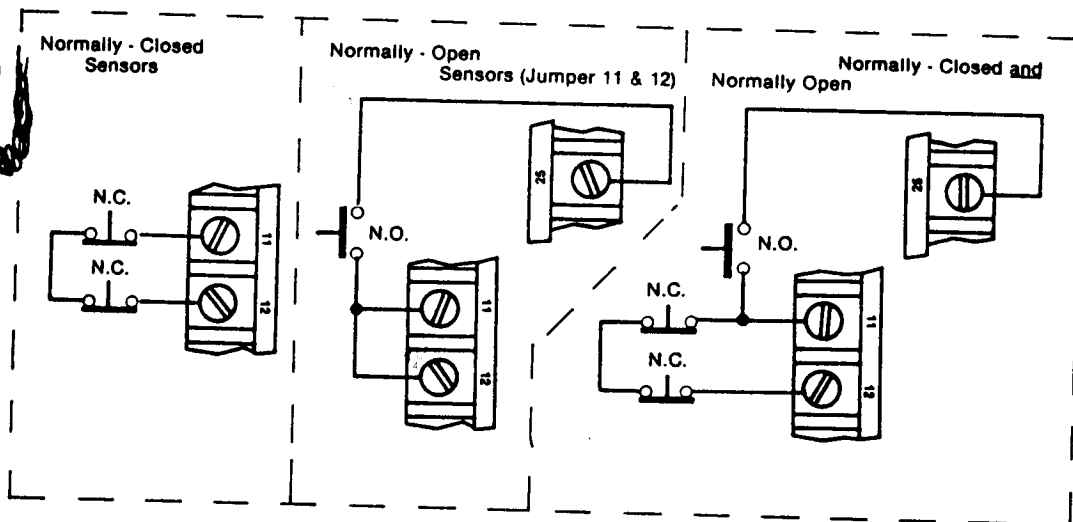 Normally - Closed
Sensors
N.C.
N.C.
11
12
Normally - Open
Sensors (Jumper 11 & 12)
25
N.O.
11
12
Normally - Closed and
Normally Open
25
N.O.
N.C.
N.C.
11
12